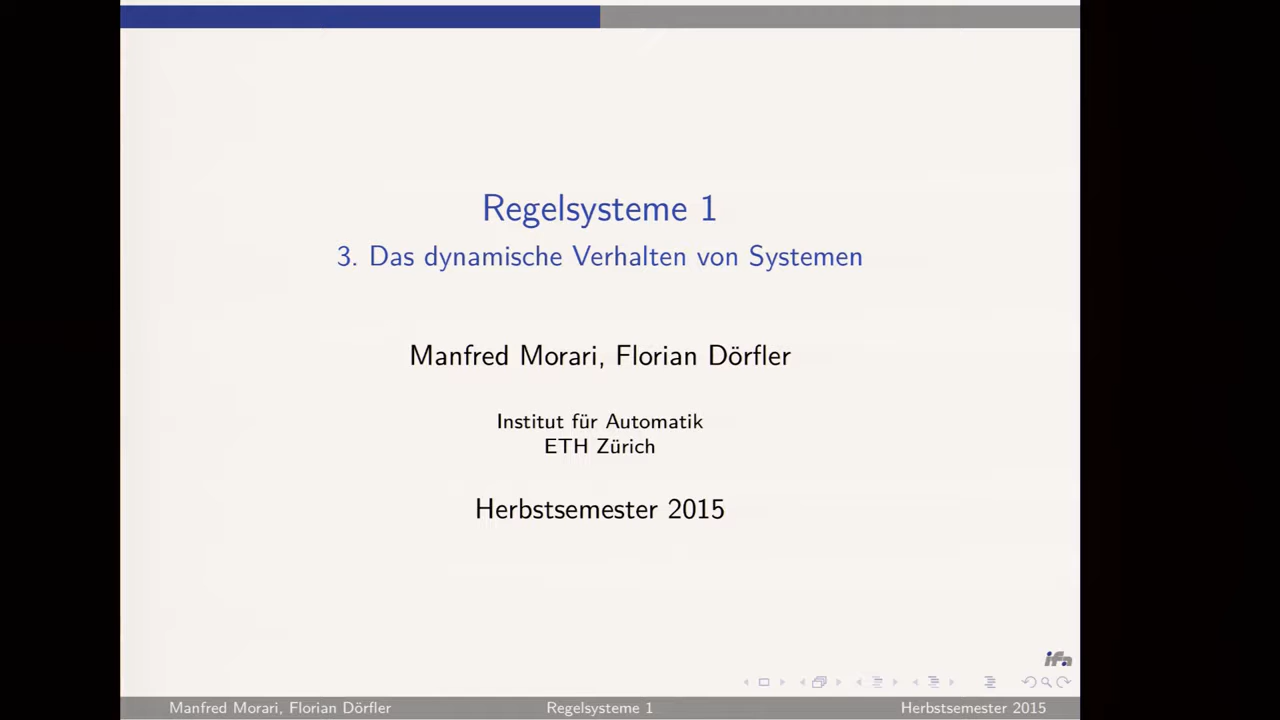 Regelsysteme 1
3. Das dynamische Verhalten von Systemen
Manfred Morari, Florian Dörfler
Institut für Automatik
ETH Zürich
Herbstsemester 2015
ifa
Manfred Morari, Florian Dörfler Regelsysteme 1 Herbstsemester 2015